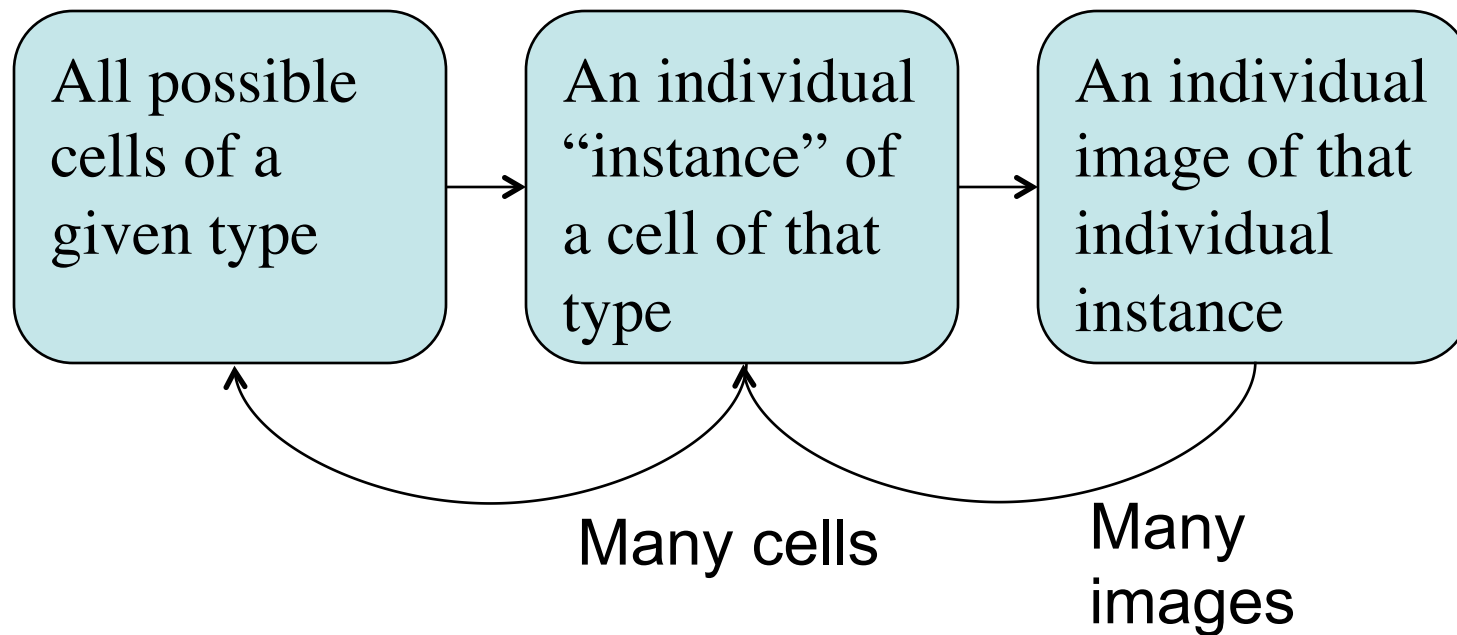 All possible
cells of a
given type
An individual
“instance” of
a cell of that
type
An individual
image of that
individual
instance
Many cells
Many
images